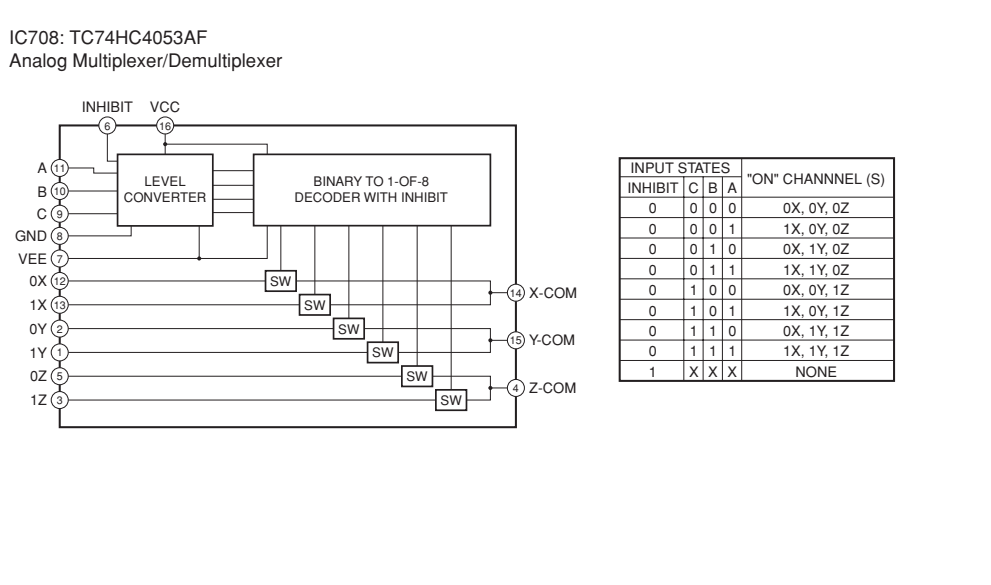 IC708: TC74HC4053AF
Analog Multiplexer/Demultiplexer
INHIBIT VCC
6 16
A 11
B 10
C 9
GND 8
VEE 7
0X 12
1X 13
0Y 2
1Y 1
0Z 5
1Z 3
LEVEL
CONVERTER
BINARY TO 1-OF-8
DECODER WITH INHIBIT
SW
SW
SW
SW
SW
SW
14 X-COM
15 Y-COM
4 Z-COM
INPUT STATES "ON" CHANNNEL (S)
INHIBIT C B A
0 0 0 0 0X, 0Y, 0Z
0 0 0 1 1X, 0Y, 0Z
0 0 1 0 0X, 1Y, 0Z
0 0 1 1 1X, 1Y, 0Z
0 1 0 0 0X, 0Y, 1Z
0 1 0 1 1X, 0Y, 1Z
0 1 1 0 0X, 1Y, 1Z
0 1 1 1 1X, 1Y, 1Z
1 X X X NONE